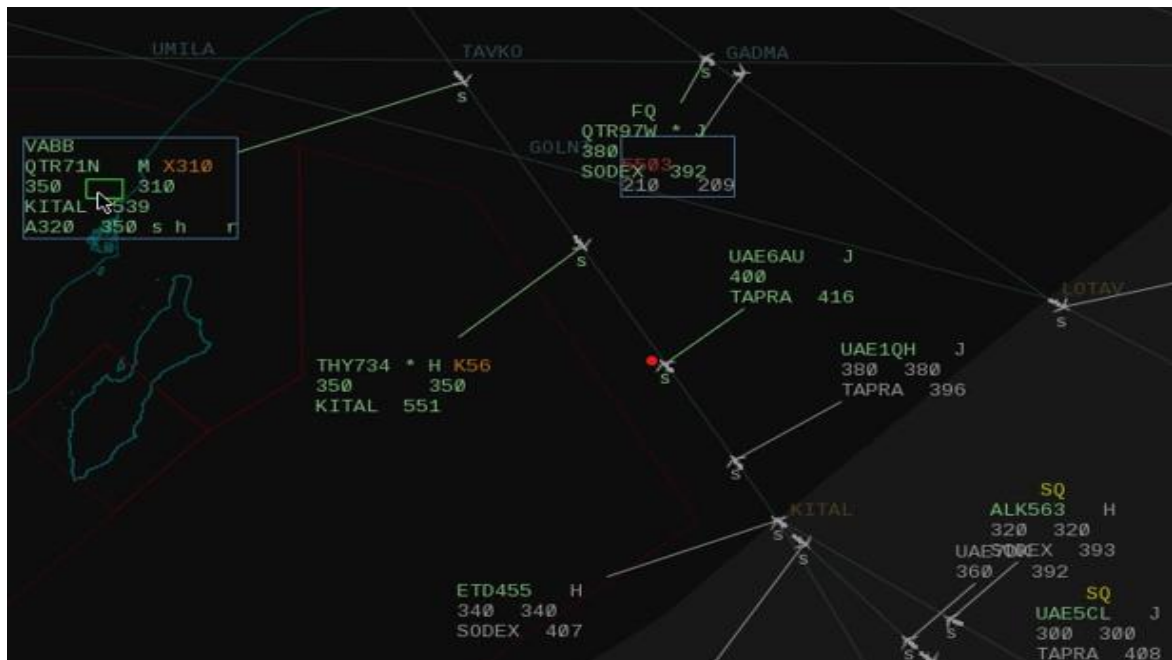 UMILA
TAVKO
GADMA
VABB
QTR71N M X310
350 310
KITAL 539
A320 350 s h r
S
FQ
QTR97W * J
380
SODEX 392
S
210 209
S
THY734 * H K56
350 350
KITAL 551
UAE6AU J
400
TAPRA 416
S
LOTAV
S
UAE1QH J
380 380
TAPRA 396
S
KITAL
S
S
ETD455 H
340 340
SODEX 407
SQ
ALK563 H
320 320
SODEX 393
360 392
S
S
SQ
UAE5CL J
300 300
TAPRA 408